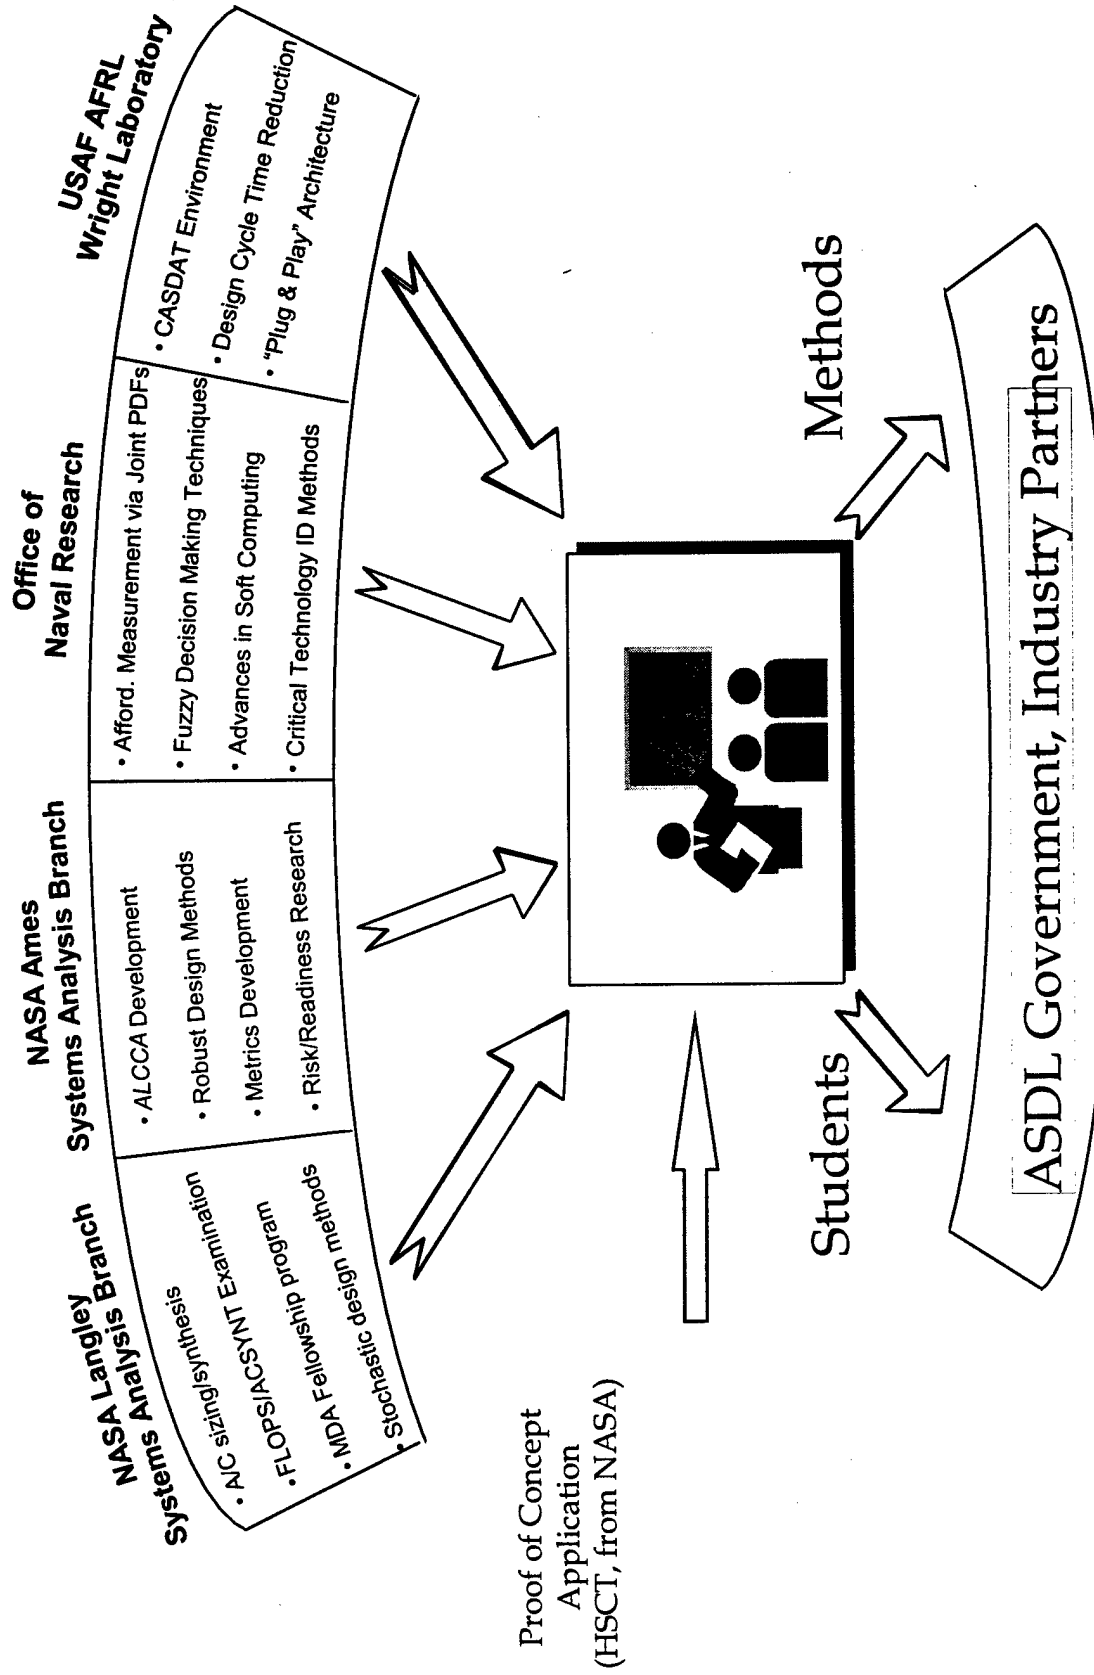 NASA Langley
Systems Analysis Branch
• A/C sizing/synthesis
• FLOPS/ACSYNT Examination
• MDA Fellowship program
• Stochastic design methods
NASA Ames
Systems Analysis Branch
• ALCCA Development
• Robust Design Methods
• Metrics Development
• Risk/Readiness Research
Office of
Naval Research
• Afford. Measurement via Joint PDFs
• Fuzzy Decision Making Techniques
• Advances in Soft Computing
• Critical Technology ID Methods
USAF AFRL
Wright Laboratory
• CASDAT Environment
• Design Cycle Time Reduction
• "Plug & Play" Architecture
Proof of Concept
Application
(HSCT, from NASA)
Students
Methods
ASDL Government, Industry Partners